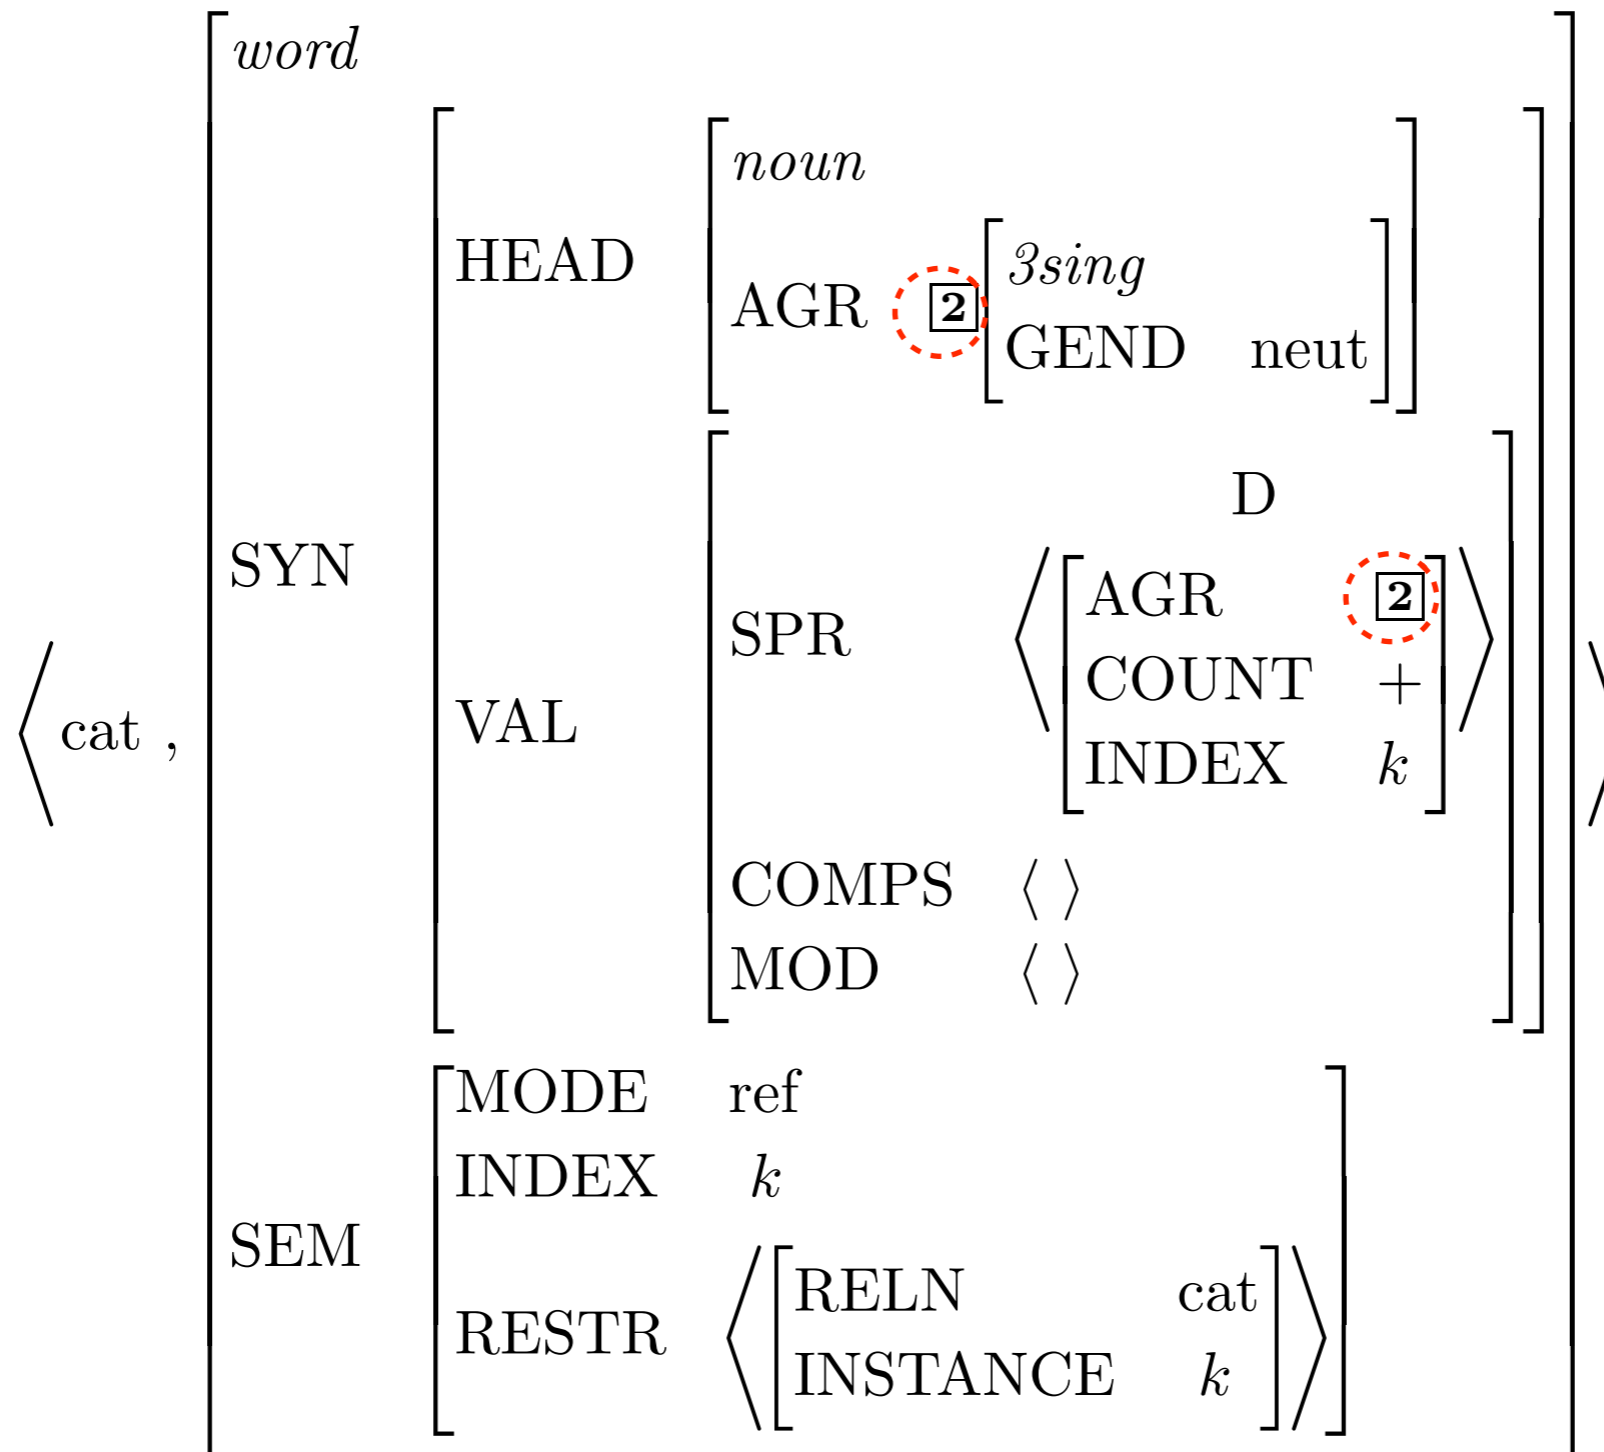 word
noun
HEAD
3sing
AGR 2
GEND neut
D
SYN
AGR 2
SPR
COUNT +
⟨ cat ,
VAL
INDEX k
COMPS ⟨ ⟩
MOD ⟨ ⟩
MODE ref
INDEX k
SEM
RELN cat
RESTR
INSTANCE k